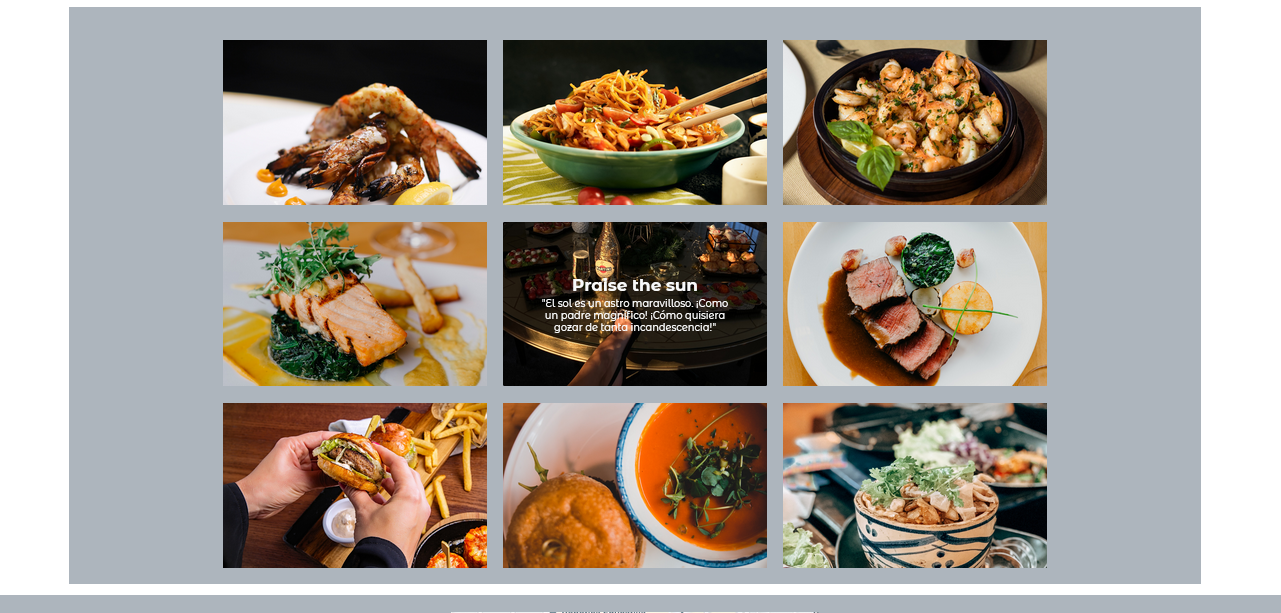 Praise the sun
"El sol es un astro maravilloso. ¡Como
un padre magnífico! ¡Cómo quisiera
gozar de tanta incandescencia!"